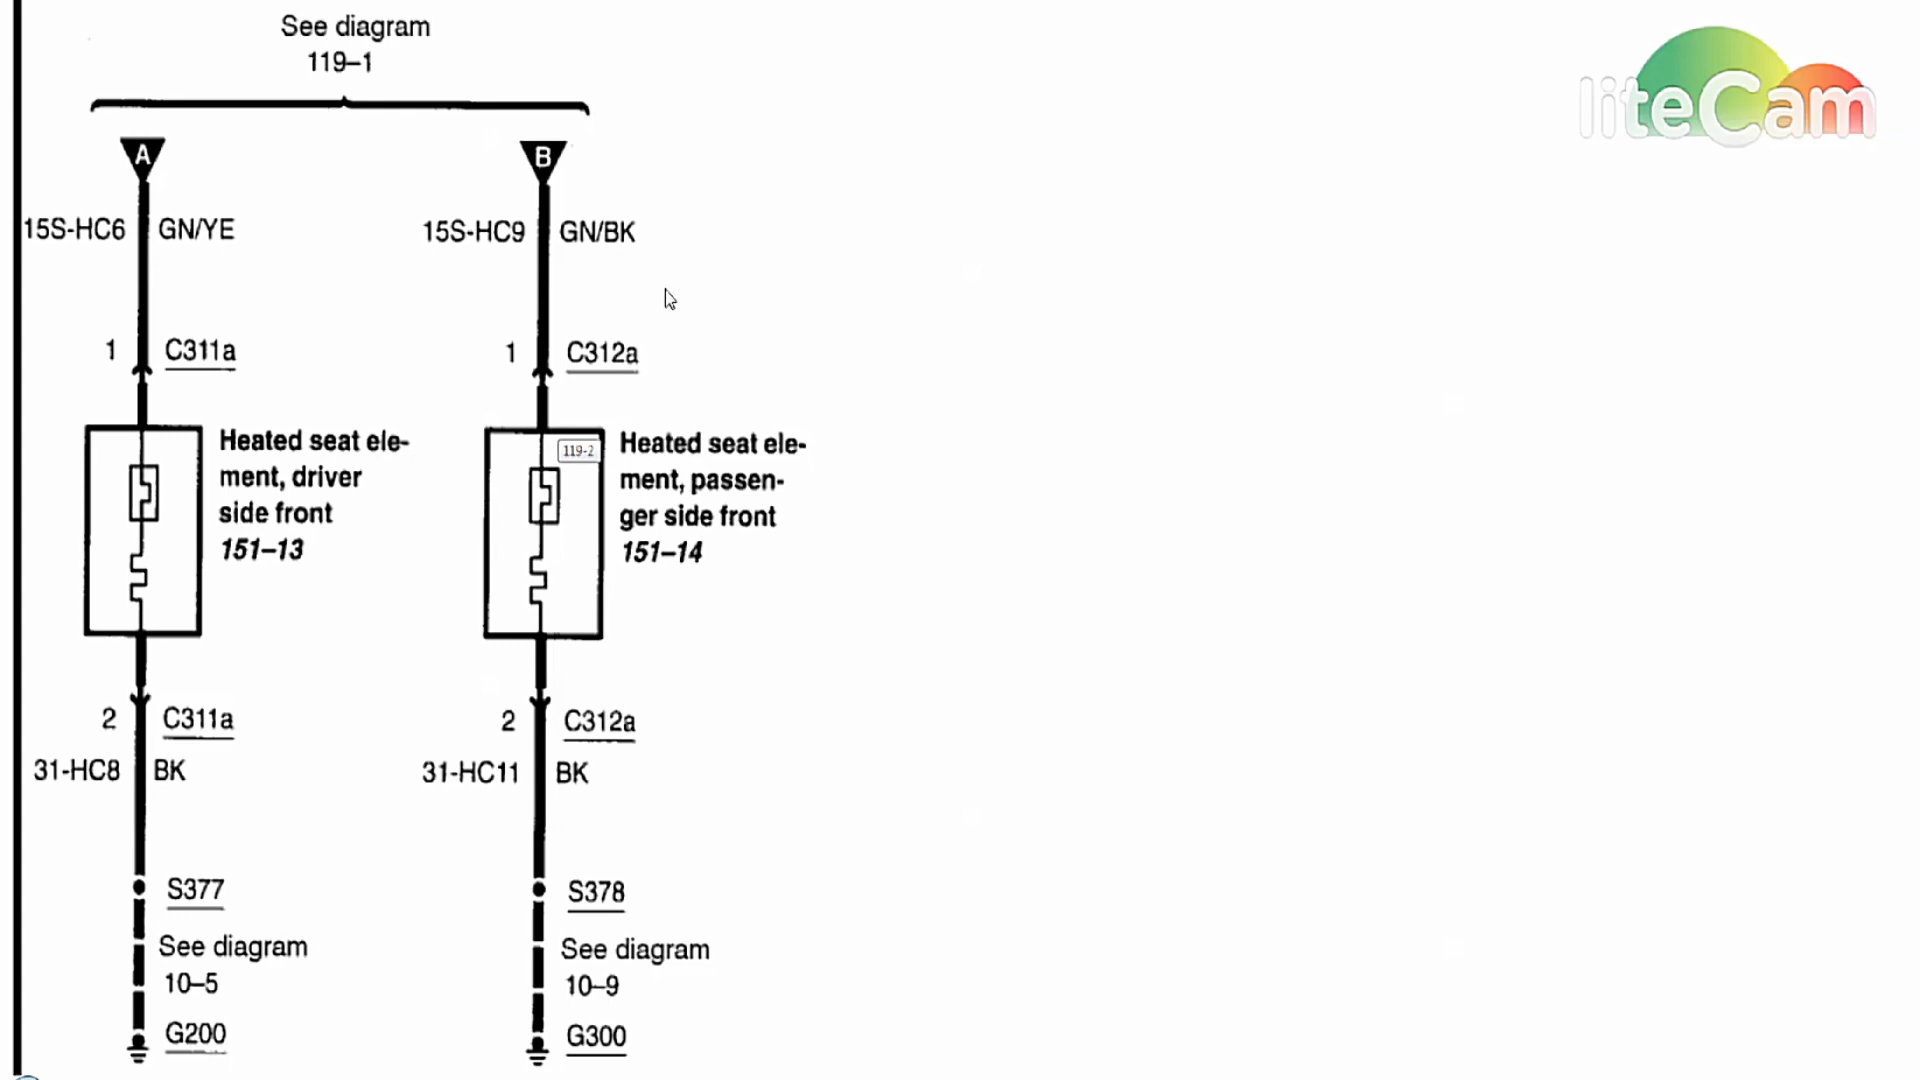 See diagram
119–1
liteCam
A
B
15S-HC6 GN/YE
15S-HC9 GN/BK
1 C311a
1 C312a
Heated seat ele-
ment, driver
side front
151–13
119-2
Heated seat ele-
ment, passen-
ger side front
151–14
2 C311a
2 C312a
31-HC8 BK
31-HC11 BK
S377
S378
See diagram
10–5
See diagram
10–9
G200
G300